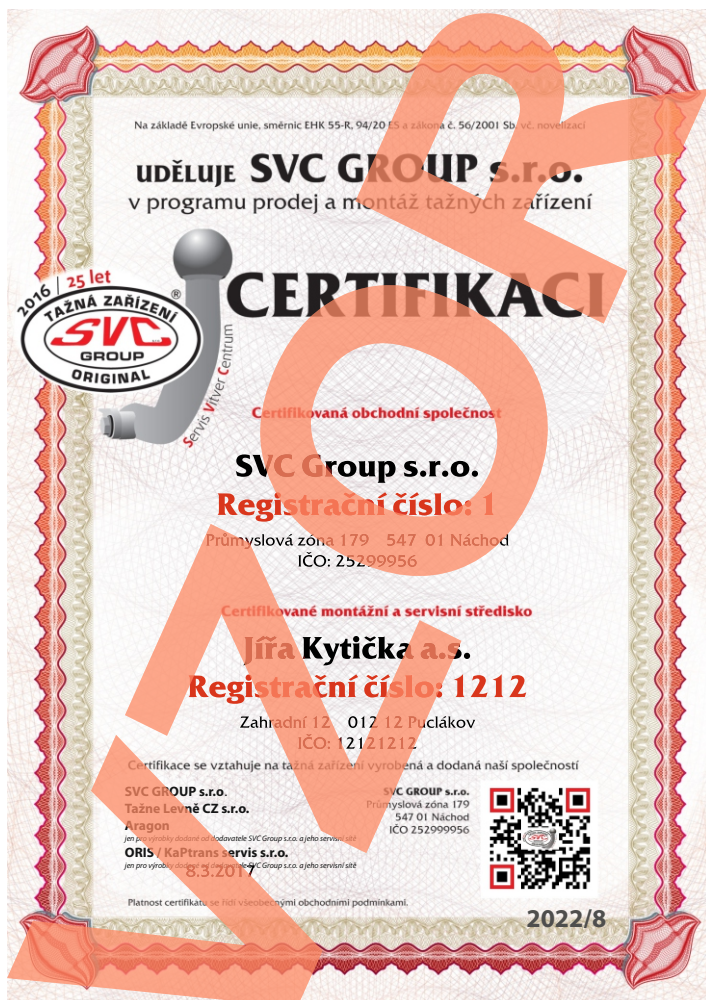 Na základě Evropské unie, směrnic EHK 55-R, 94/20 ES a zákona č. 56/2001 Sb. vč. novelizací
UDĚLUJE SVC GROUP s.r.o.
v programu prodej a montáž tažných zařízení
CERTIFIKACI
2016 | 25 let
TAŽNÁ ZAŘÍZENÍ ®
SVC s.r.o.
GROUP
ORIGINAL
Servis Vítver Centrum
Certifikovaná obchodní společnost
SVC Group s.r.o.
Registrační číslo: 1
Průmyslová zóna 179 547 01 Náchod
IČO: 25299956
Certifikované montážní a servisní středisko
Jířa Kytička a.s.
Registrační číslo: 1212
Zahradní 12 012 12 Puclákov
IČO: 12121212
Certifikace se vztahuje na tažná zařízení vyrobená a dodaná naší společností
SVC GROUP s.r.o.
Tažne Levně CZ s.r.o.
Aragon
jen pro výrobky dodané od dodavatele SVC Group s.r.o. a jeho servisní sítě
ORIS / KaPtrans servis s.r.o.
jen pro výrobky dodané od dodavatele SVC Group s.r.o. a jeho servisní sítě
8.3.2017
SVC GROUP s.r.o.
Průmyslová zóna 179
547 01 Náchod
IČO 252999956
Platnost certifikátu se řídí všeobecnými obchodními podmínkami.
2022/8
VZOR